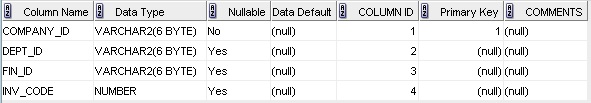 Column Name Data Type Nullable Data Default COLUMN ID Primary Key COMMENTS
COMPANY_ID VARCHAR2(6 BYTE) No (null) 1 1 (null)
DEPT_ID VARCHAR2(6 BYTE) Yes (null) 2 (null) (null)
FIN_ID VARCHAR2(6 BYTE) Yes (null) 3 (null) (null)
INV_CODE NUMBER Yes (null) 4 (null) (null)